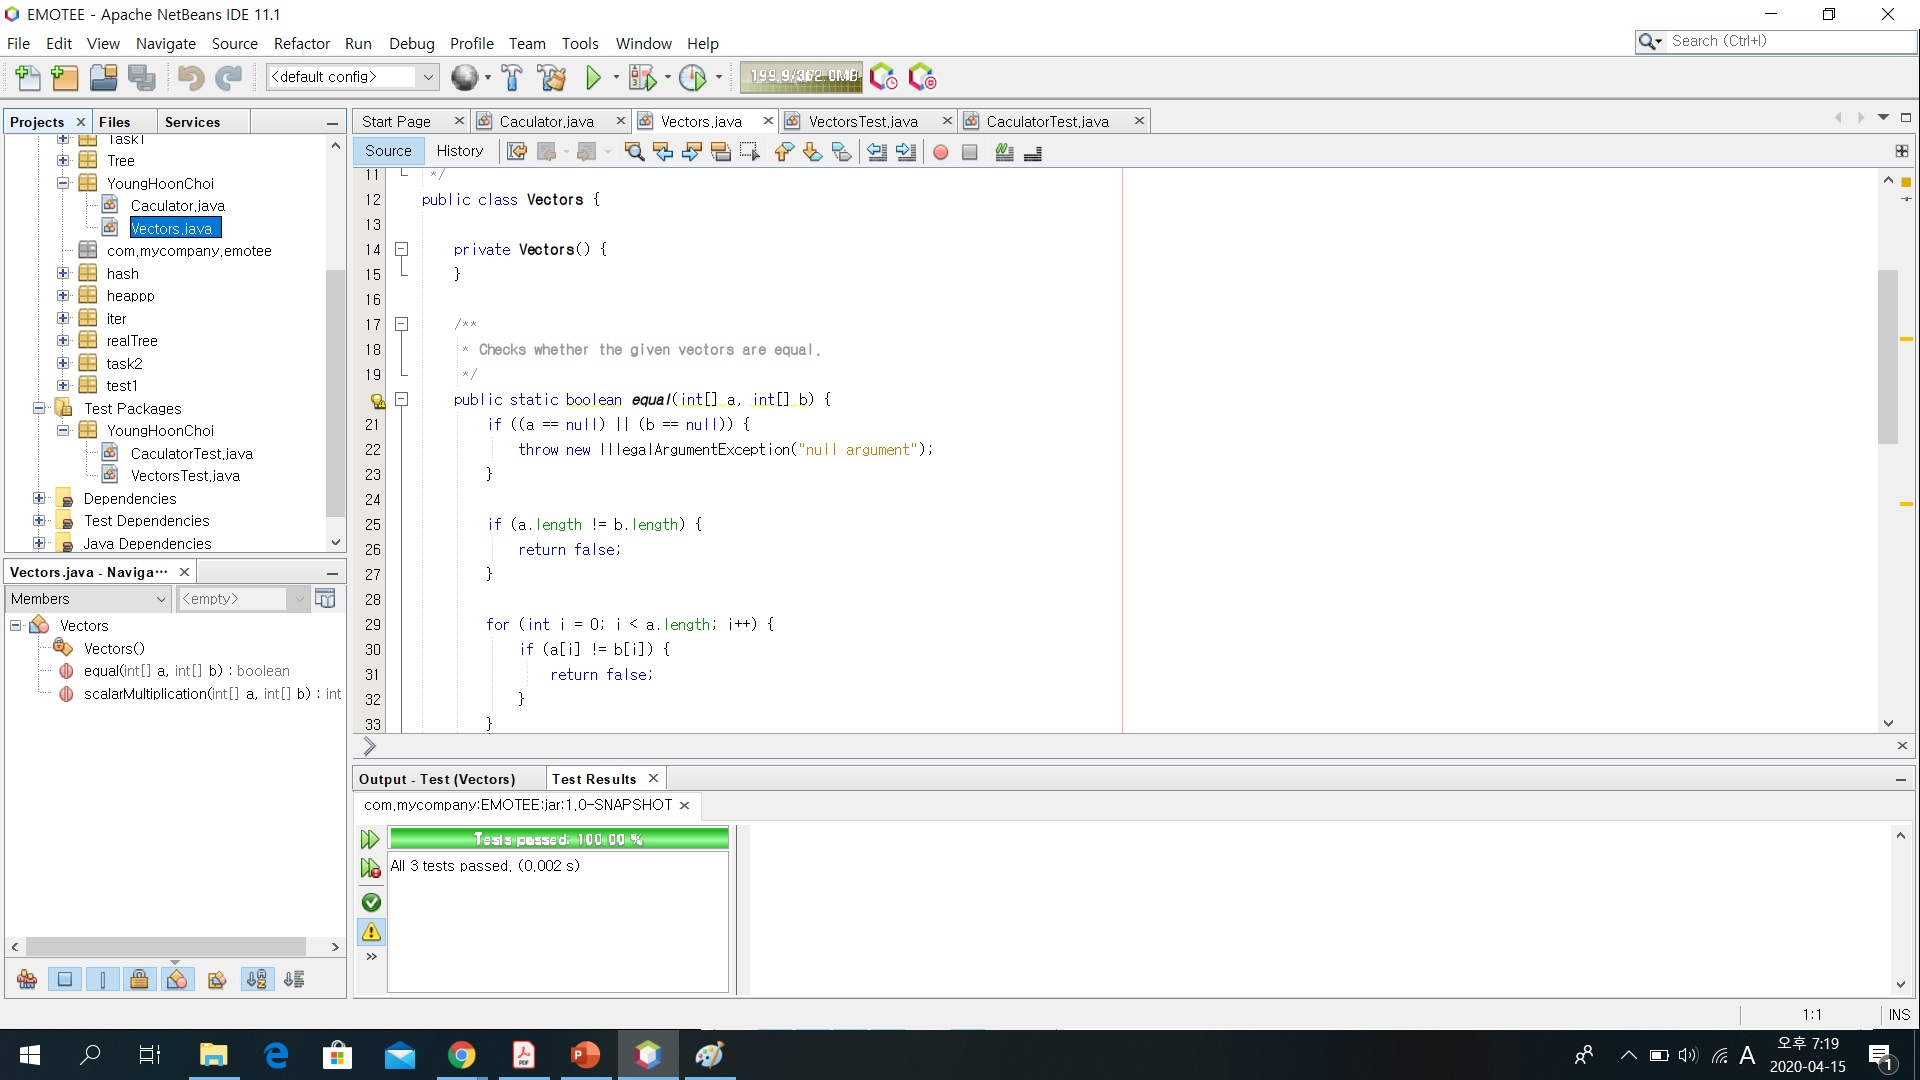 EMOTEE - Apache NetBeans IDE 11.1
File Edit View Navigate Source Refactor Run Debug Profile Team Tools Window Help
Search (Ctrl+I)
<default config>
199.9/362.0MB
Projects Files Services
Task1
Tree
YoungHoonChoi
Caculator.java
Vectors.java
com.mycompany.emotee
hash
heappp
iter
realTree
task2
test1
Test Packages
YoungHoonChoi
CaculatorTest.java
VectorsTest.java
Dependencies
Test Dependencies
Java Dependencies
Vectors.java - Naviga...
Members
<empty>
Vectors
Vectors()
equal(int[] a, int[] b) : boolean
scalarMultiplication(int[] a, int[] b) : int
Start Page Caculator.java Vectors.java VectorsTest.java CaculatorTest.java
Source History
11 */
12 public class Vectors {
13
14 private Vectors() {
15 }
16
17 /**
18 * Checks whether the given vectors are equal.
19 */
public static boolean equal(int[] a, int[] b) {
21 if ((a == null) || (b == null)) {
22 throw new IllegalArgumentException("null argument");
23 }
24
25 if (a.length != b.length) {
26 return false;
27 }
28
29 for (int i = 0; i < a.length; i++) {
30 if (a[i] != b[i]) {
31 return false;
32 }
33 }
Output - Test (Vectors) Test Results
com.mycompany:EMOTEE:jar:1.0-SNAPSHOT
Tests passed: 100.00 %
All 3 tests passed. (0.002 s)
1:1 INS
A
오후 7:19
2020-04-15
1